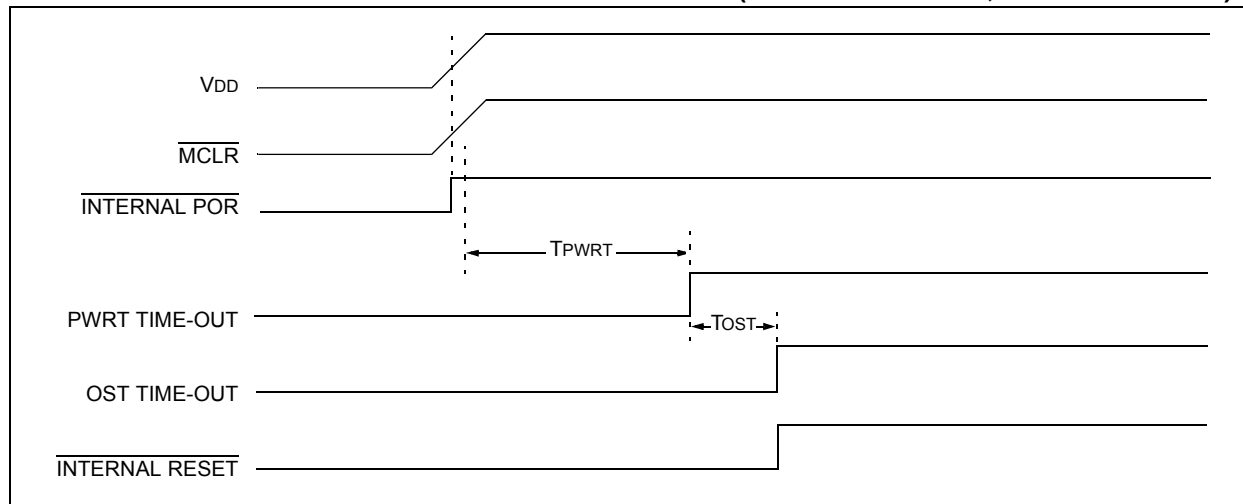 VDD
MCLR
INTERNAL POR
TPWRT
PWRT TIME-OUT
TOST
OST TIME-OUT
INTERNAL RESET